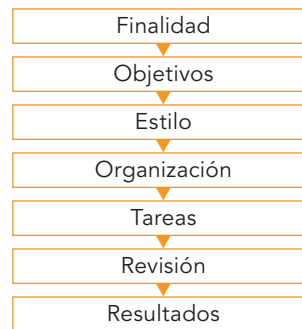 Finalidad
Objetivos
Estilo
Organización
Tareas
Revisión
Resultados